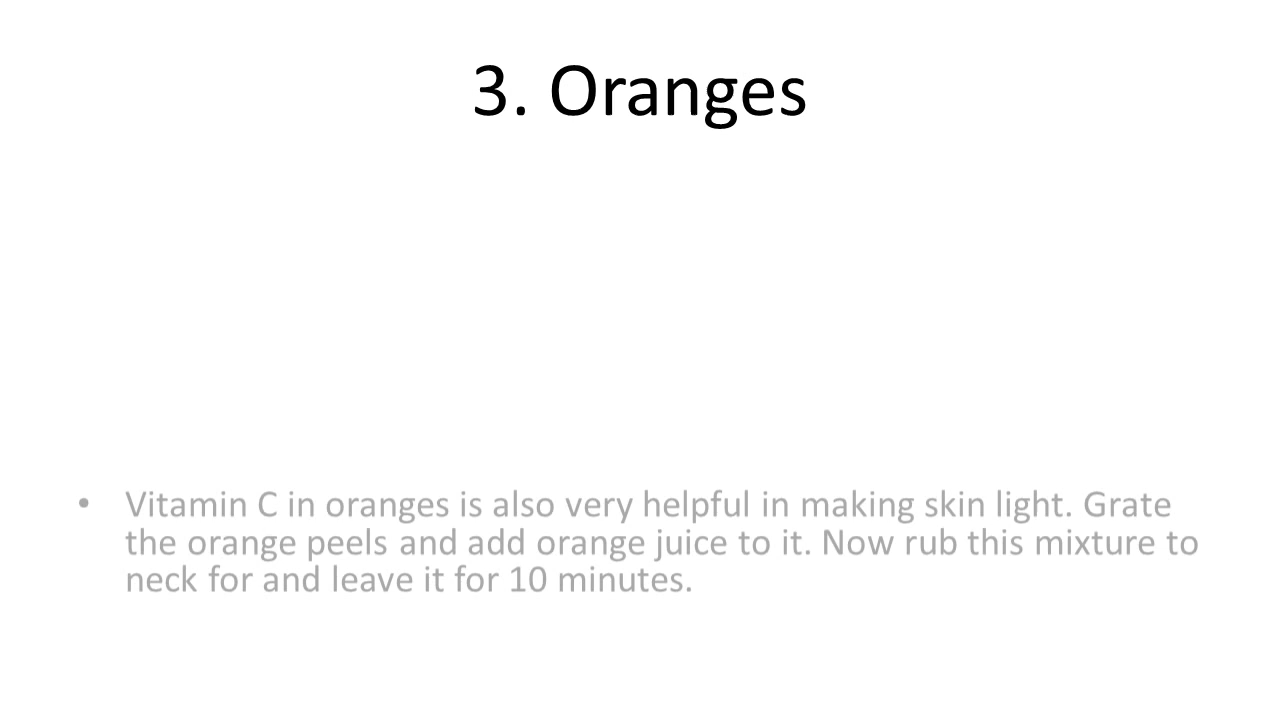 3. Oranges
• Vitamin C in oranges is also very helpful in making skin light. Grate
the orange peels and add orange juice to it. Now rub this mixture to
neck for and leave it for 10 minutes.